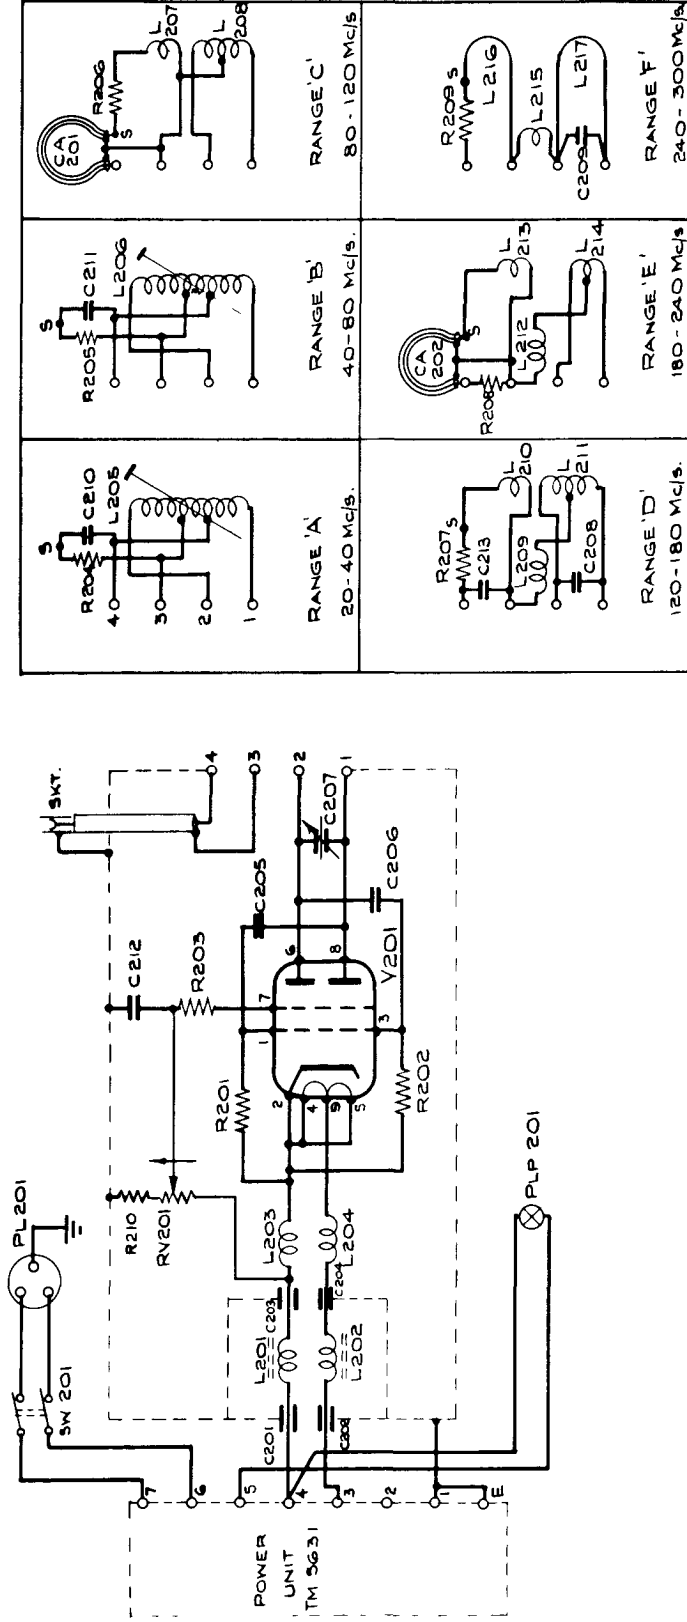 POWER
UNIT
TM 5631
7
6
5
4
3
2
1
E
SW 201
PL201
C201
C202
L201
L202
C203
C204
L203
L204
R210
RV201
C212
R203
R201
R202
2
4
9
5
1
7
3
6
8
V201
C205
C206
C207
SKT.
4
3
2
1
PLP 201
S
R204
C210
L205
4
3
2
1
RANGE 'A'
20-40 Mc/s.
S
R205
C211
L206
RANGE 'B'
40-80 Mc/s.
CA
201
S
R206
L
207
L
208
RANGE 'C'
80-120 Mc/s.
R207
S
C213
L209
L
210
L
211
C208
RANGE 'D'
120-180 Mc/s.
CA
202
S
R208
L
212
L
213
L
214
RANGE 'E'
180-240 Mc/s
R209
S
L216
L215
L217
C209
RANGE 'F'
240-300Mc/s